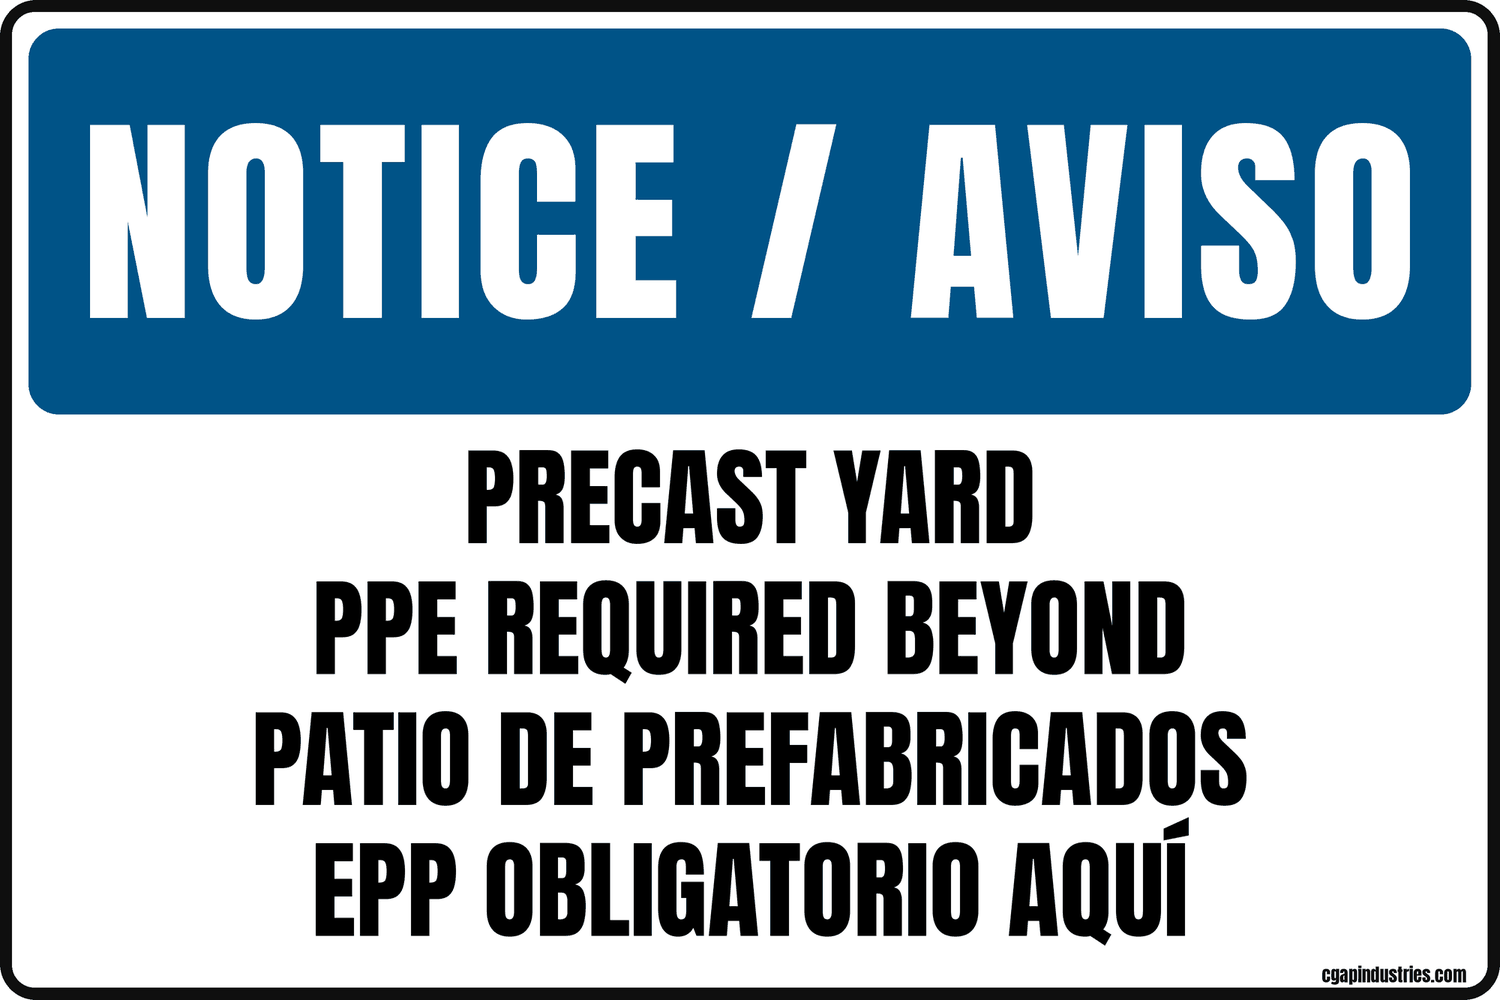 NOTICE / AVISO
PRECAST YARD
PPE REQUIRED BEYOND
PATIO DE PREFABRICADOS
EPP OBLIGATORIO AQUÍ
cgapindustries.com